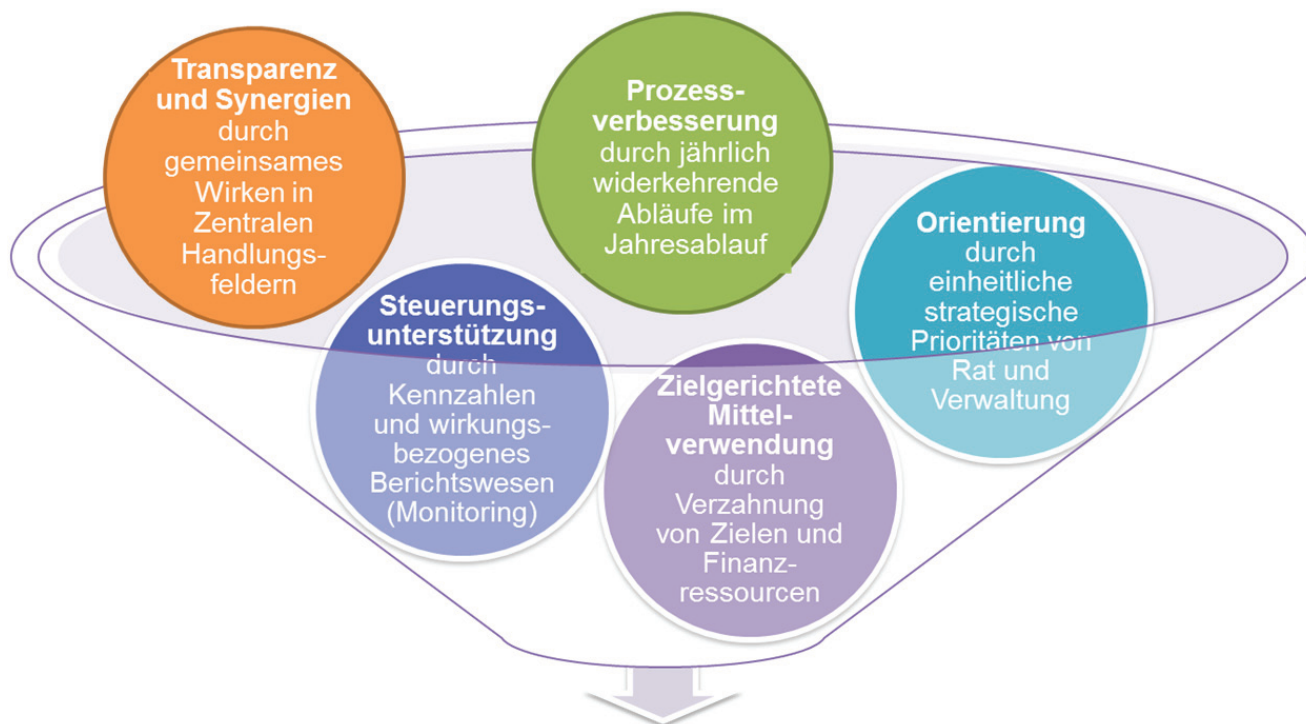 Transparenz
und Synergien
durch
gemeinsames
Wirken in
Zentralen
Handlungs-
feldern
Prozess-
verbesserung
durch jährlich
widerkehrende
Abläufe im
Jahresablauf
Orientierung
durch
einheitliche
strategische
Prioritäten von
Rat und
Verwaltung
Steuerungs-
unterstützung
durch
Kennzahlen
und wirkungs-
bezogenes
Berichtswesen
(Monitoring)
Zielgerichtete
Mittel-
verwendung
durch
Verzahnung
von Zielen und
Finanz-
ressourcen